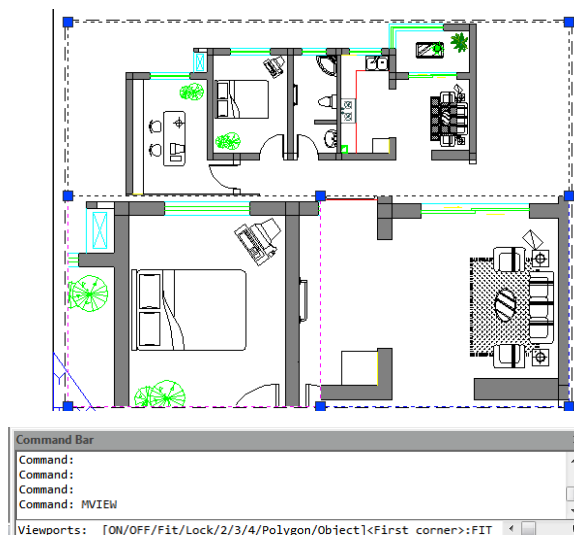 Command Bar
Command:
Command:
Command:
Command: MVIEW
Viewports: [ON/OFF/Fit/Lock/2/3/4/Polygon/Object]<First corner>:FIT